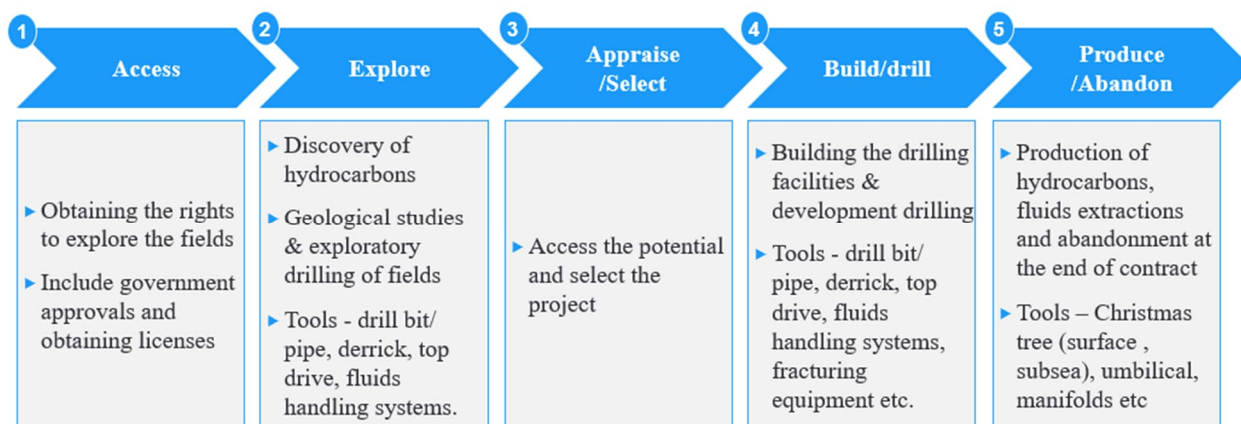 1
Access
Obtaining the rights
to explore the fields
Include government
approvals and
obtaining licenses
2
Explore
Discovery of
hydrocarbons
Geological studies
& exploratory
drilling of fields
Tools - drill bit/
pipe, derrick, top
drive, fluids
handling systems.
3
Appraise
/Select
Access the potential
and select the
project
4
Build/drill
Building the drilling
facilities &
development drilling
Tools - drill bit/
pipe, derrick, top
drive, fluids
handling systems,
fracturing
equipment etc.
5
Produce
/Abandon
Production of
hydrocarbons,
fluids extractions
and abandonment at
the end of contract
Tools – Christmas
tree (surface ,
subsea), umbilical,
manifolds etc